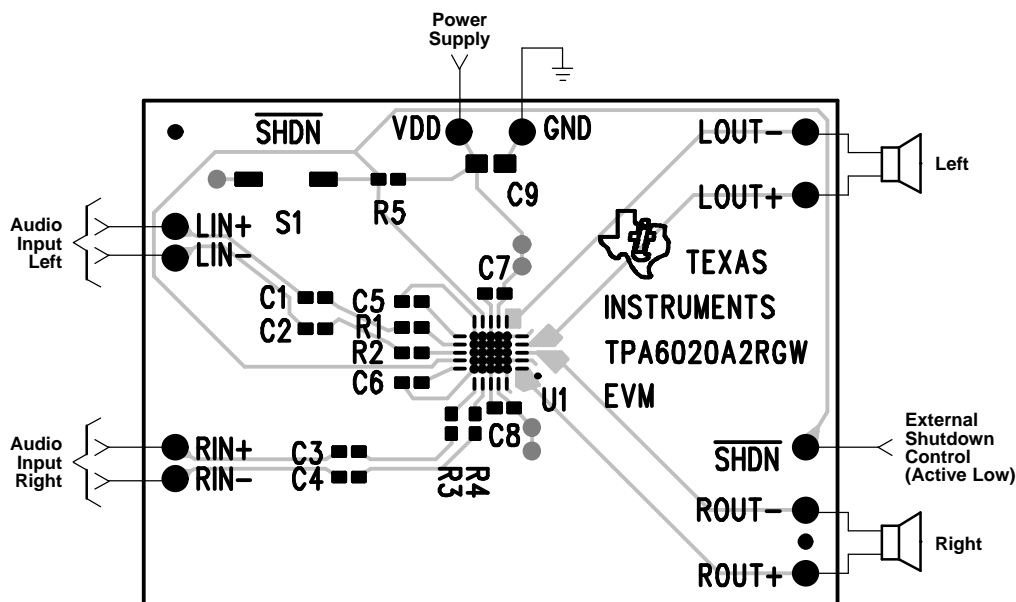 Power
Supply
SHDN
VDD
GND
LOUT-
Left
C9
R5
LOUT+
Audio
Input
Left
LIN+
S1
LIN-
TEXAS
INSTRUMENTS
TPA6020A2RGW
EVM
C7
C1
C5
C2
R1
R2
C6
U1
C8
External
Shutdown
Control
(Active Low)
SHDN
Audio
Input
Right
RIN+
C3
RIN-
C4
R3
R4
ROUT-
Right
ROUT+